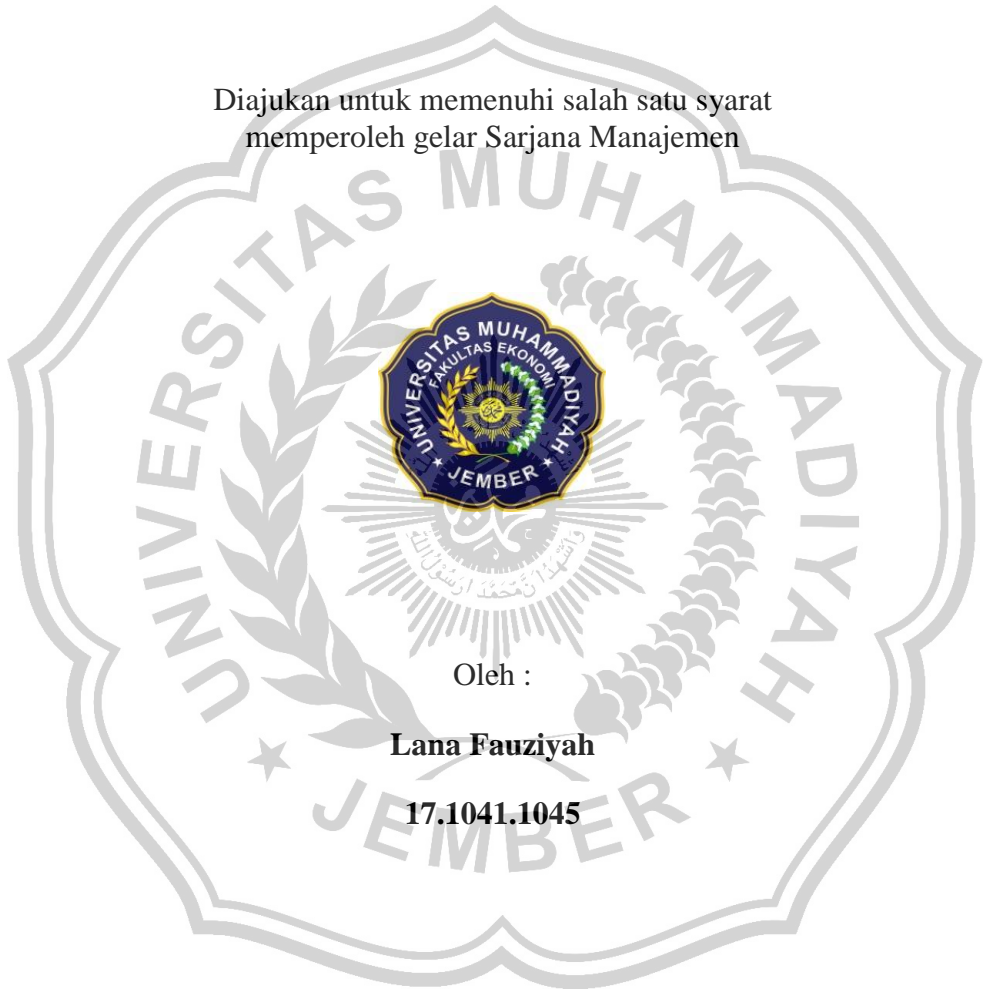 Diajukan untuk memenuhi salah satu syarat
memperoleh gelar Sarjana Manajemen
UNIVERSITAS MUHAMMADIYAH
JEMBER
UNIVERSITAS MUHAMMADIYAH
FAKULTAS EKONOMI
JEMBER
Oleh :
Lana Fauziyah
17.1041.1045